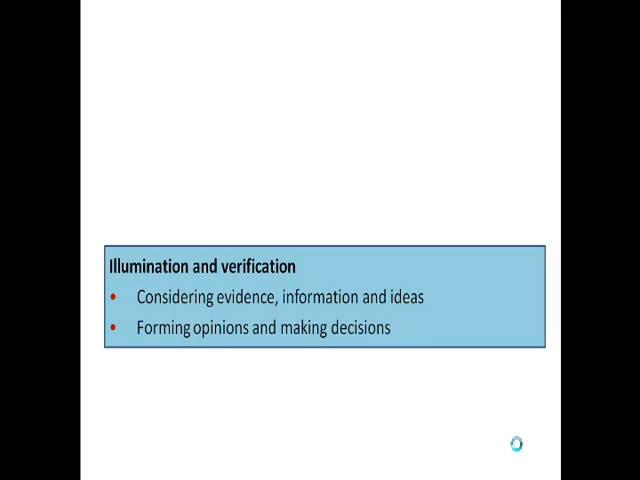 Illumination and verification
• Considering evidence, information and ideas
• Forming opinions and making decisions